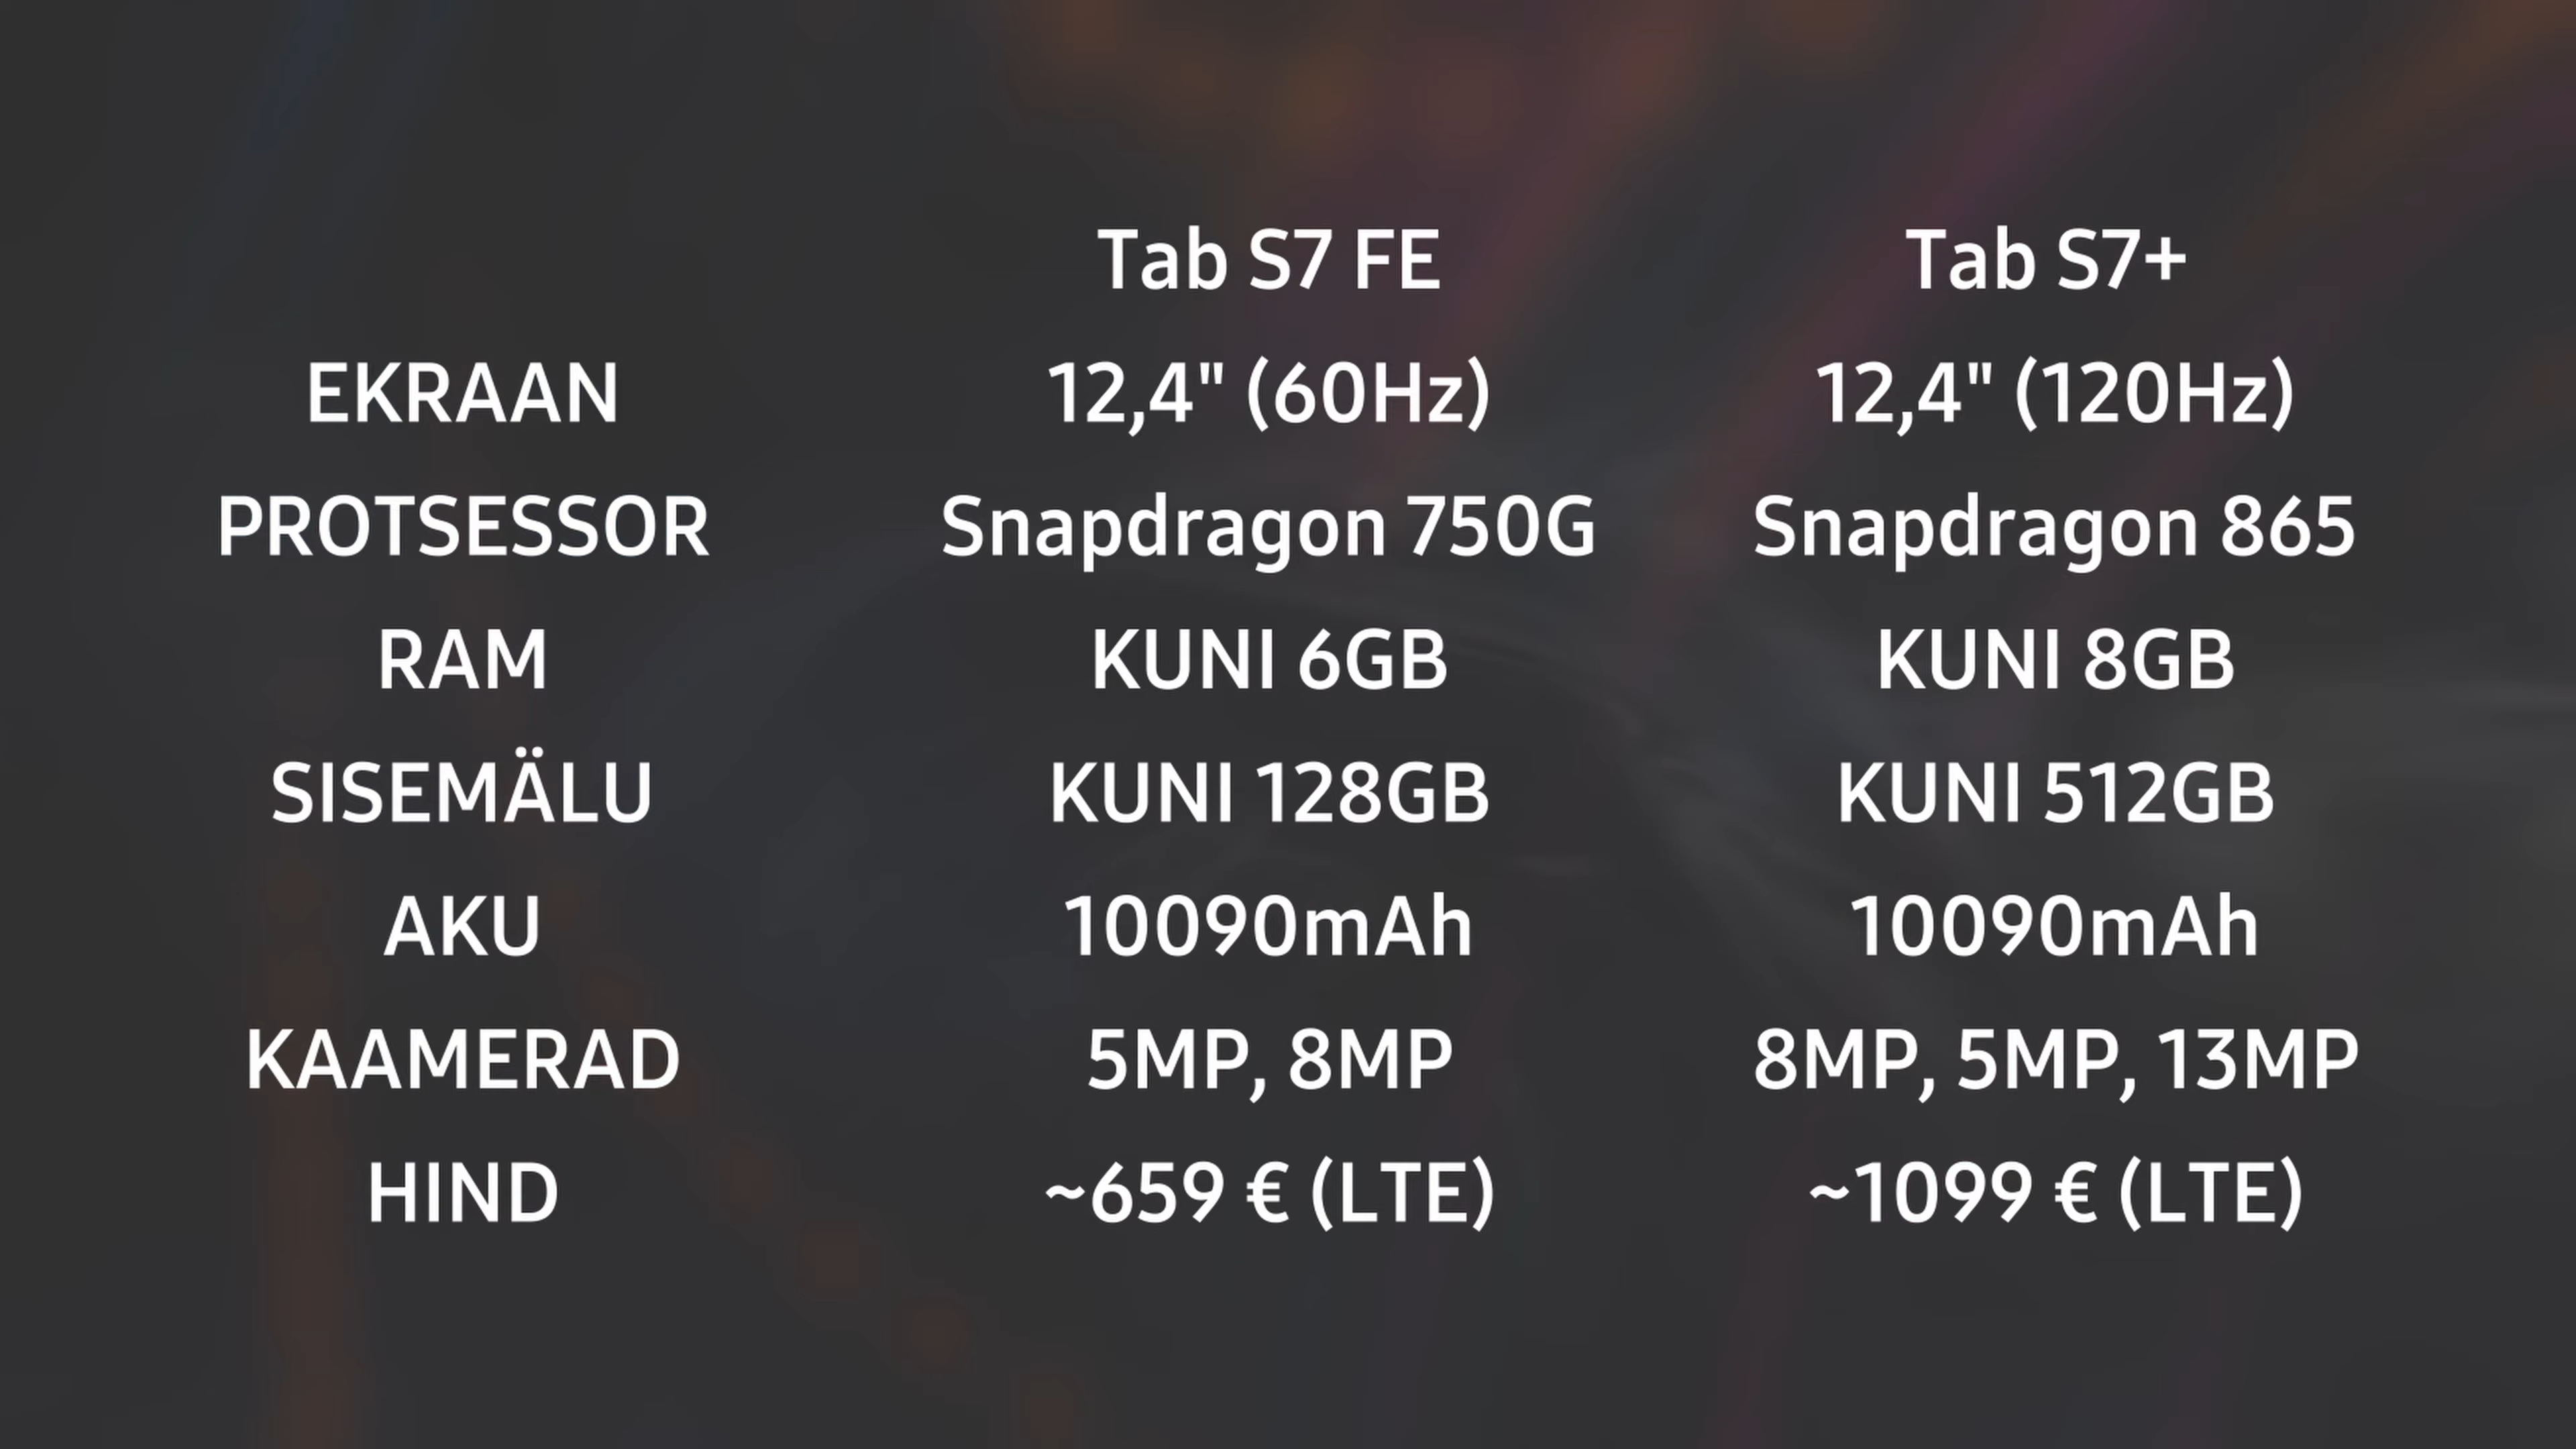 Tab S7 FE Tab S7+
EKRAAN 12,4" (60Hz) 12,4" (120Hz)
PROTSESSOR Snapdragon 750G Snapdragon 865
RAM KUNI 6GB KUNI 8GB
SISEMÄLU KUNI 128GB KUNI 512GB
AKU 10090mAh 10090mAh
KAAMERAD 5MP, 8MP 8MP, 5MP, 13MP
HIND ~659 € (LTE) ~1099 € (LTE)